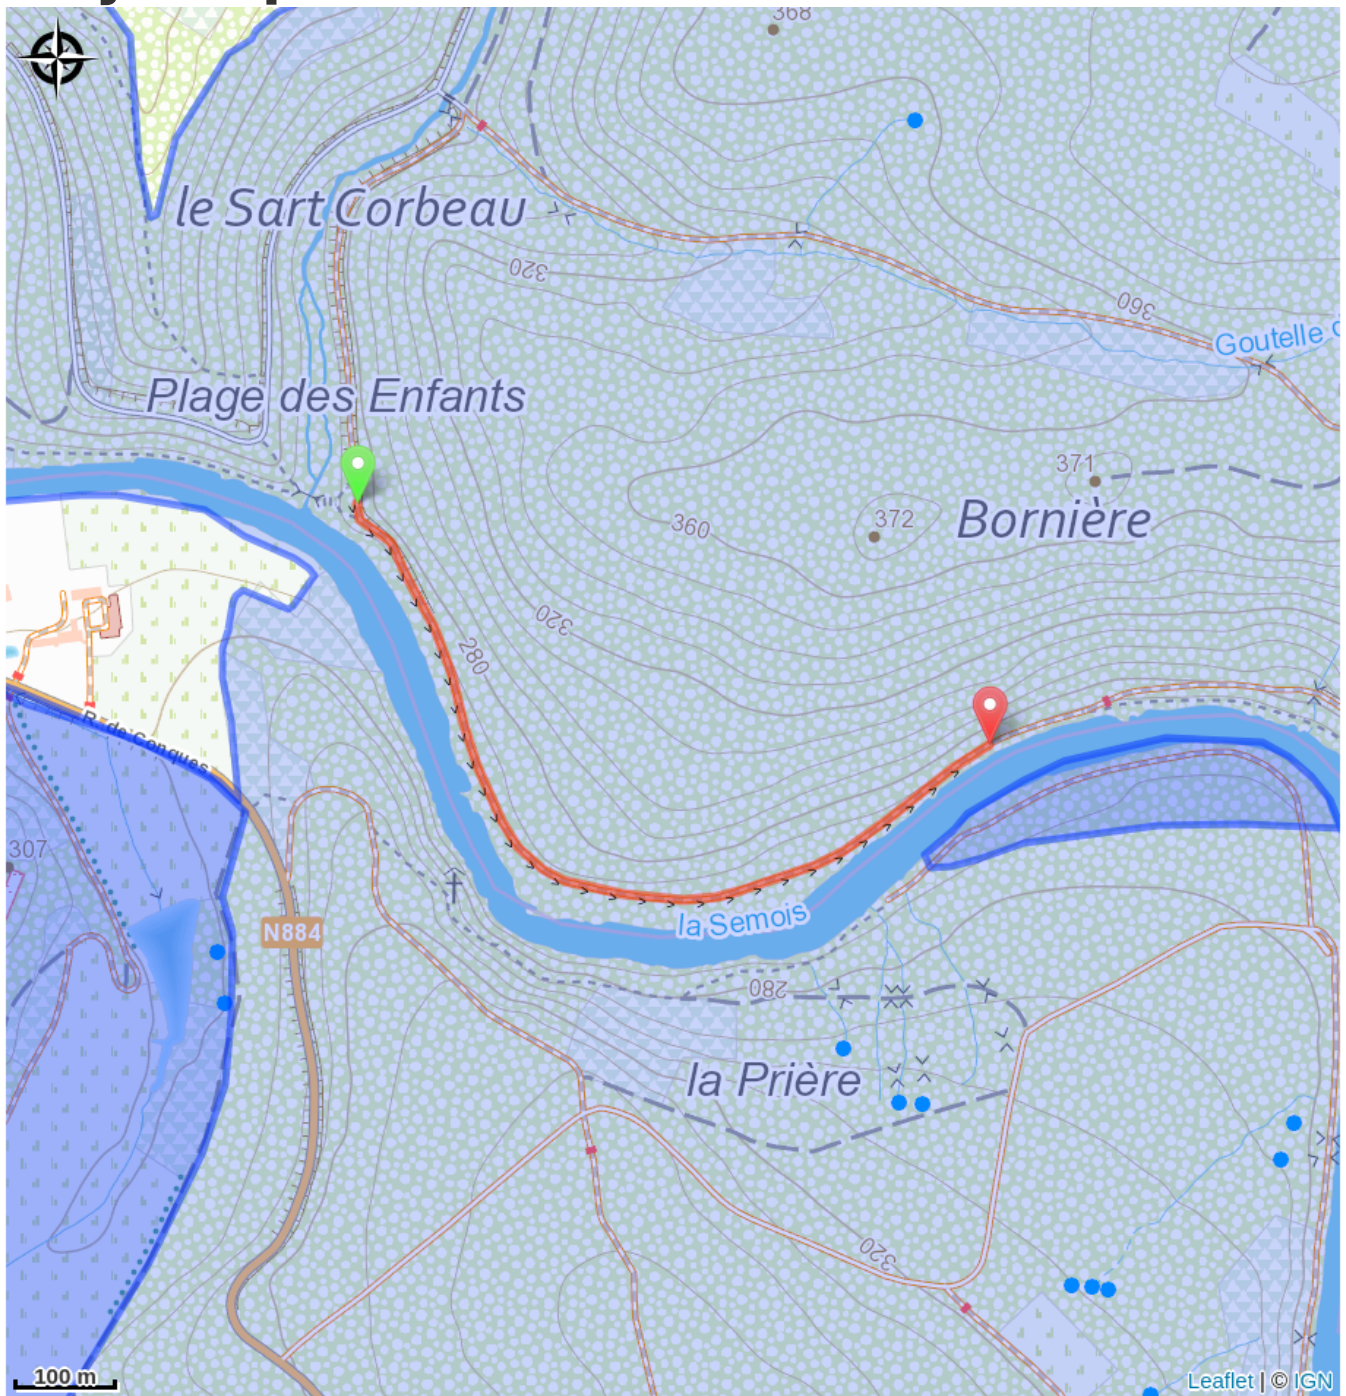 368
le Sart Corbeau
320
360
Goutelle
Plage des Enfants
371
372
Bornière
360
320
280
R. de Conques
307
la Semois
N884
280
la Prière
320
100 m
Leaflet | © IGN